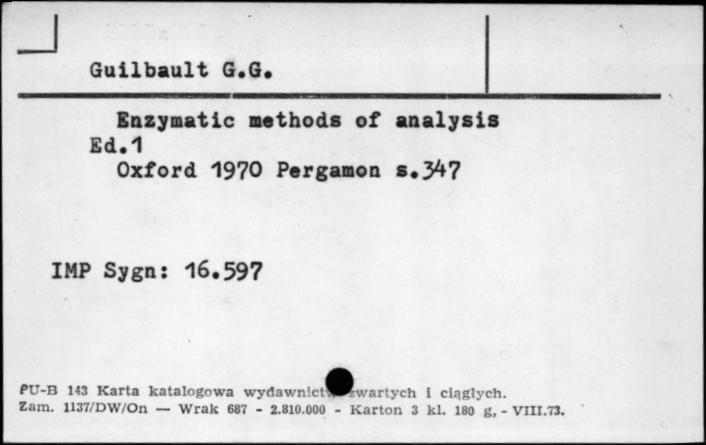 Guilbault G.G.
Enzymatic methods of analysis
Ed.1
Oxford 1970 Pergamon s.347
IMP Sygn: 16.597
PU-B 143 Karta katalogowa wydawnictw zwartych i ciągłych.
Zam. 1137/DW/On — Wrak 687 - 2.810.000 - Karton 3 kl. 180 g, - VIII.73.